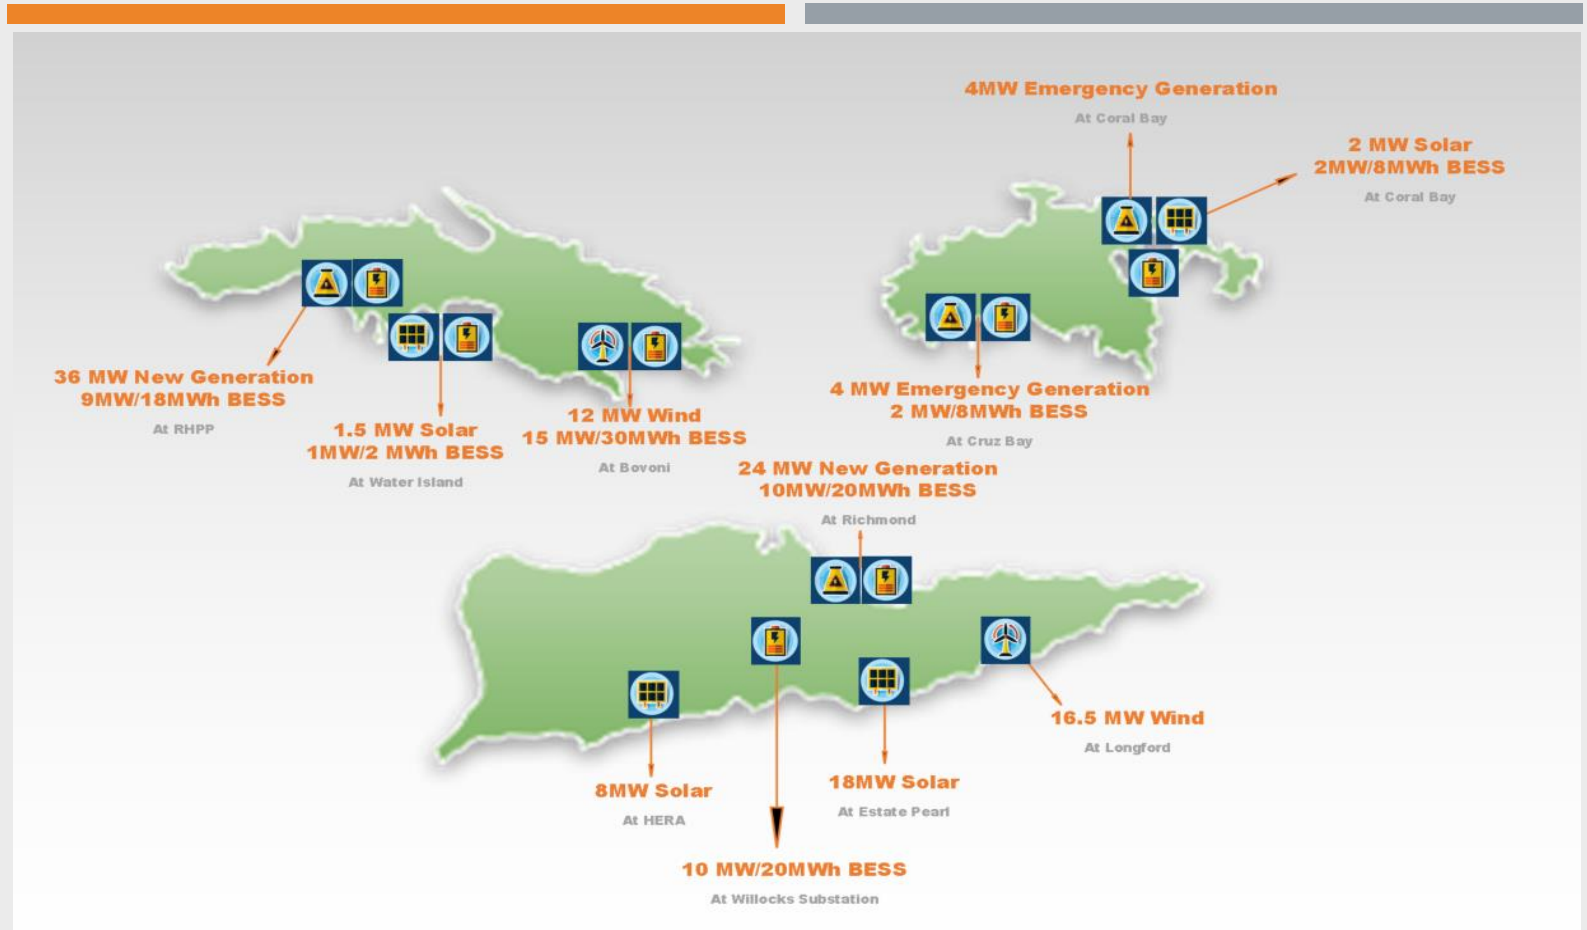 4MW Emergency Generation
At Coral Bay
2 MW Solar
2MW/8MWh BESS
At Coral Bay
36 MW New Generation
9MW/18MWh BESS
At RHPP
1.5 MW Solar
1MW/2 MWh BESS
At Water Island
12 MW Wind
15 MW/30MWh BESS
At Bovoni
4 MW Emergency Generation
2 MW/8MWh BESS
At Cruz Bay
24 MW New Generation
10MW/20MWh BESS
At Richmond
16.5 MW Wind
At Longford
8MW Solar
At HERA
18MW Solar
At Estate Pearl
10 MW/20MWh BESS
At Willocks Substation